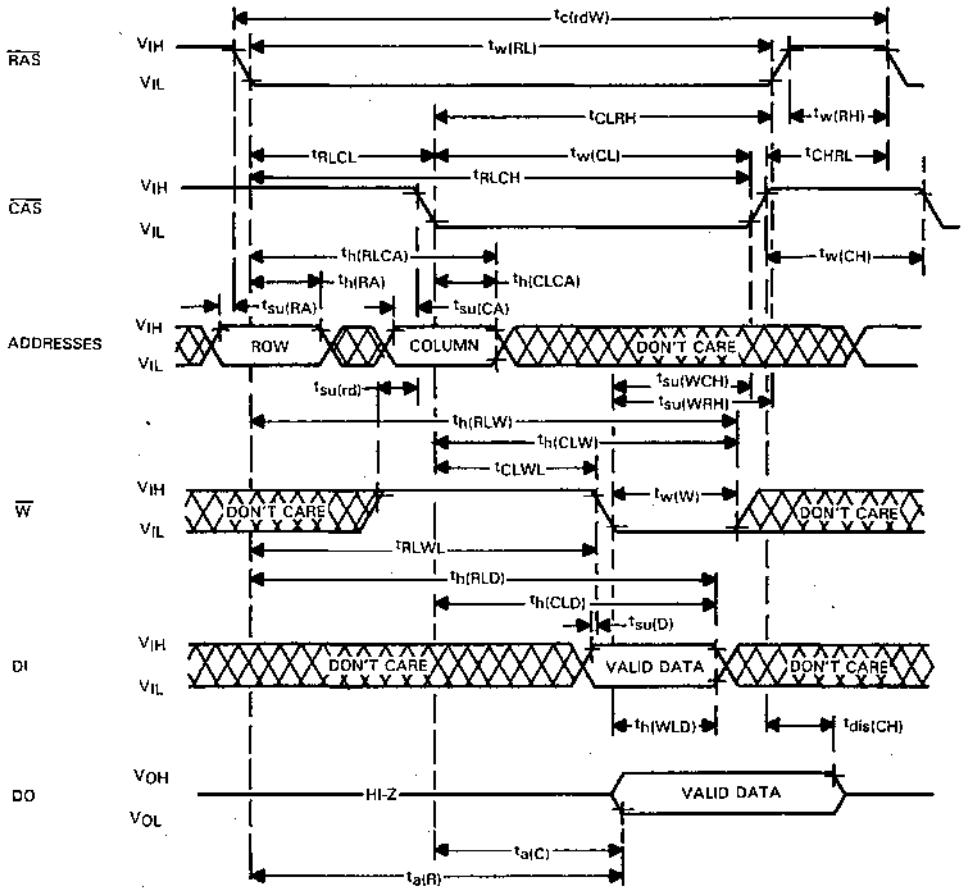 tc(rdW)
RAS
VIH
tw(RL)
VIL
tCLRH
tw(RH)
tRLCL
tw(CL)
tCHRL
VIH
tRLCH
CAS
VIL
th(RLCA)
tw(CH)
th(RA)
th(CLCA)
tsu(RA)
tsu(CA)
ADDRESSES
VIH
ROW
COLUMN
DON'T CARE
VIL
tsu(rd)
tsu(WCH)
tsu(WRH)
th(RLW)
th(CLW)
tCLWL
W
VIH
DON'T CARE
tw(W)
DON'T CARE
VIL
tRLWL
th(RLD)
th(CLD)
tsu(D)
DI
VIH
DON'T CARE
VALID DATA
DON'T CARE
VIL
th(WLD)
tdis(CH)
DO
VOH
HI-Z
VALID DATA
VOL
ta(C)
ta(R)